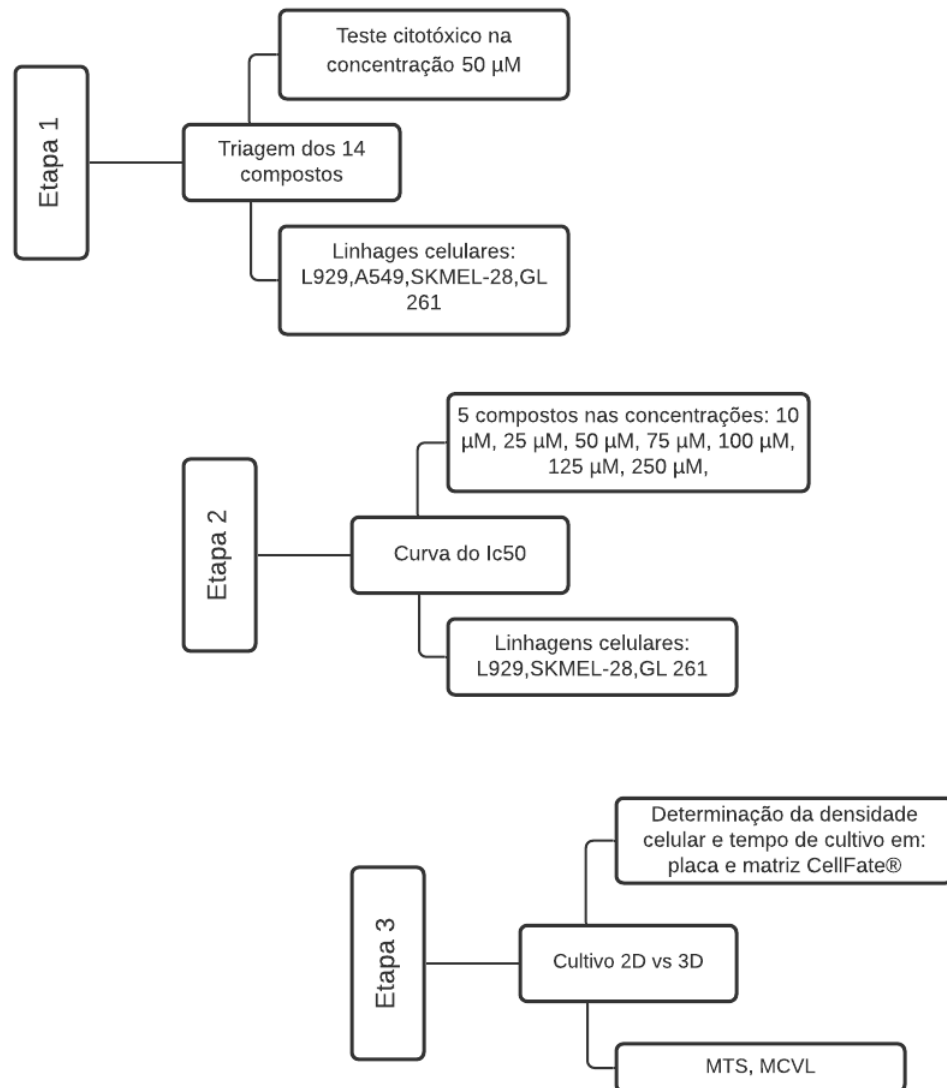 Etapa 1
Teste citotóxico na
concentração 50 µM
Triagem dos 14
compostos
Linhages celulares:
L929,A549,SKMEL-28,GL
261
Etapa 2
5 compostos nas concentrações: 10
µM, 25 µM, 50 µM, 75 µM, 100 µM,
125 µM, 250 µM,
Curva do Ic50
Linhagens celulares:
L929,SKMEL-28,GL 261
Etapa 3
Determinação da densidade
celular e tempo de cultivo em:
placa e matriz CellFate®
Cultivo 2D vs 3D
MTS, MCVL